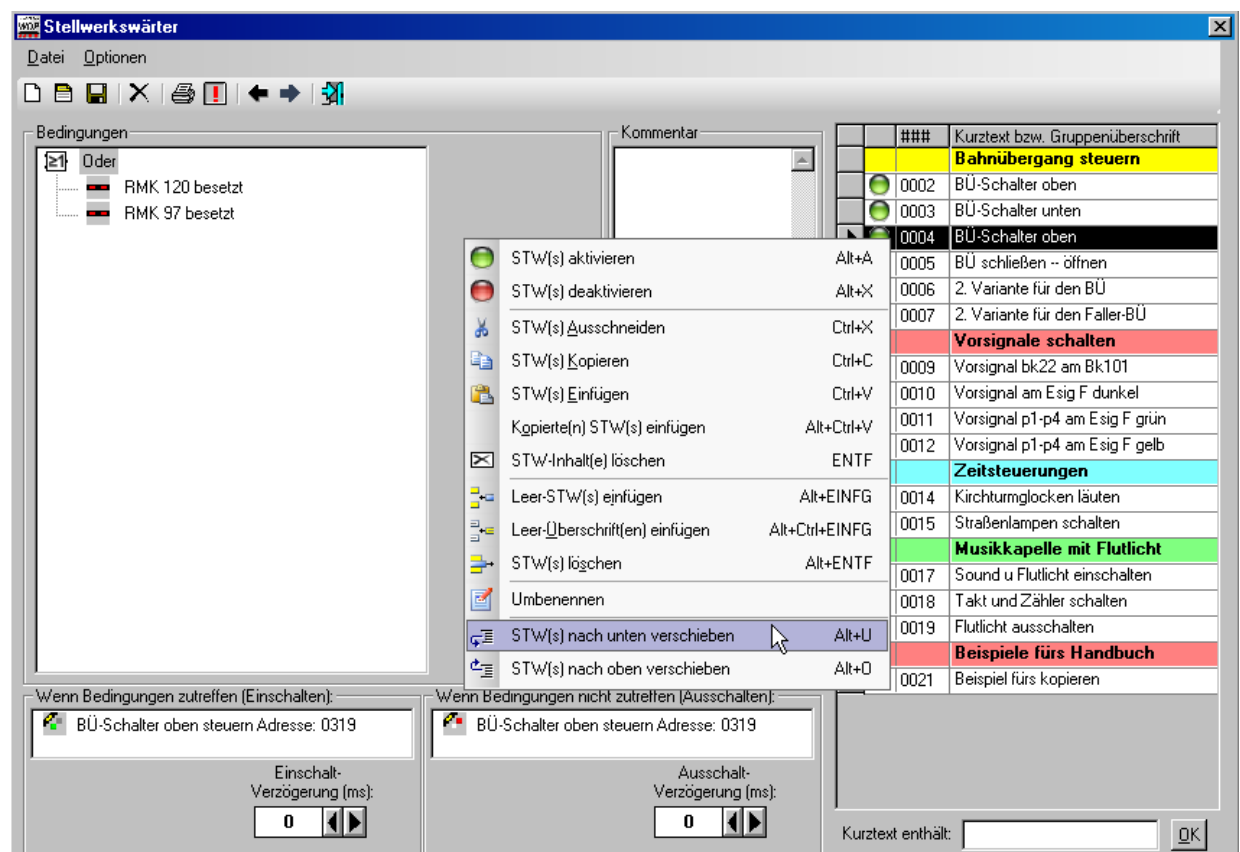 Stellwerkswärter
Datei Optionen
Bedingungen
Oder
RMK 120 besetzt
RMK 97 besetzt
Kommentar
### Kurztext bzw. Gruppenüberschrift
Bahnübergang steuern
0002 BÜ-Schalter oben
0003 BÜ-Schalter unten
0004 BÜ-Schalter oben
0005 BÜ schließen -- öffnen
0006 2. Variante für den BÜ
0007 2. Variante für den Faller-BÜ
Vorsignale schalten
0009 Vorsignal bk22 am Bk101
0010 Vorsignal am Esig F dunkel
0011 Vorsignal p1-p4 am Esig F grün
0012 Vorsignal p1-p4 am Esig F gelb
Zeitsteuerungen
0014 Kirchturmglocken läuten
0015 Straßenlampen schalten
Musikkapelle mit Flutlicht
0017 Sound u Flutlicht einschalten
0018 Takt und Zähler schalten
0019 Flutlicht ausschalten
Beispiele fürs Handbuch
0021 Beispiel fürs kopieren
STW(s) aktivieren Alt+A
STW(s) deaktivieren Alt+X
STW(s) Ausschneiden Ctrl+X
STW(s) Kopieren Ctrl+C
STW(s) Einfügen Ctrl+V
Kopierte(n) STW(s) einfügen Alt+Ctrl+V
STW-Inhalt(e) löschen ENTF
Leer-STW(s) einfügen Alt+EINFG
Leer-Überschrift(en) einfügen Alt+Ctrl+EINFG
STW(s) löschen Alt+ENTF
Umbenennen
STW(s) nach unten verschieben Alt+U
STW(s) nach oben verschieben Alt+O
Wenn Bedingungen zutreffen (Einschalten):
BÜ-Schalter oben steuern Adresse: 0319
Einschalt-
Verzögerung (ms):
0
Wenn Bedingungen nicht zutreffen (Ausschalten):
BÜ-Schalter oben steuern Adresse: 0319
Ausschalt-
Verzögerung (ms):
0
Kurztext enthält: OK